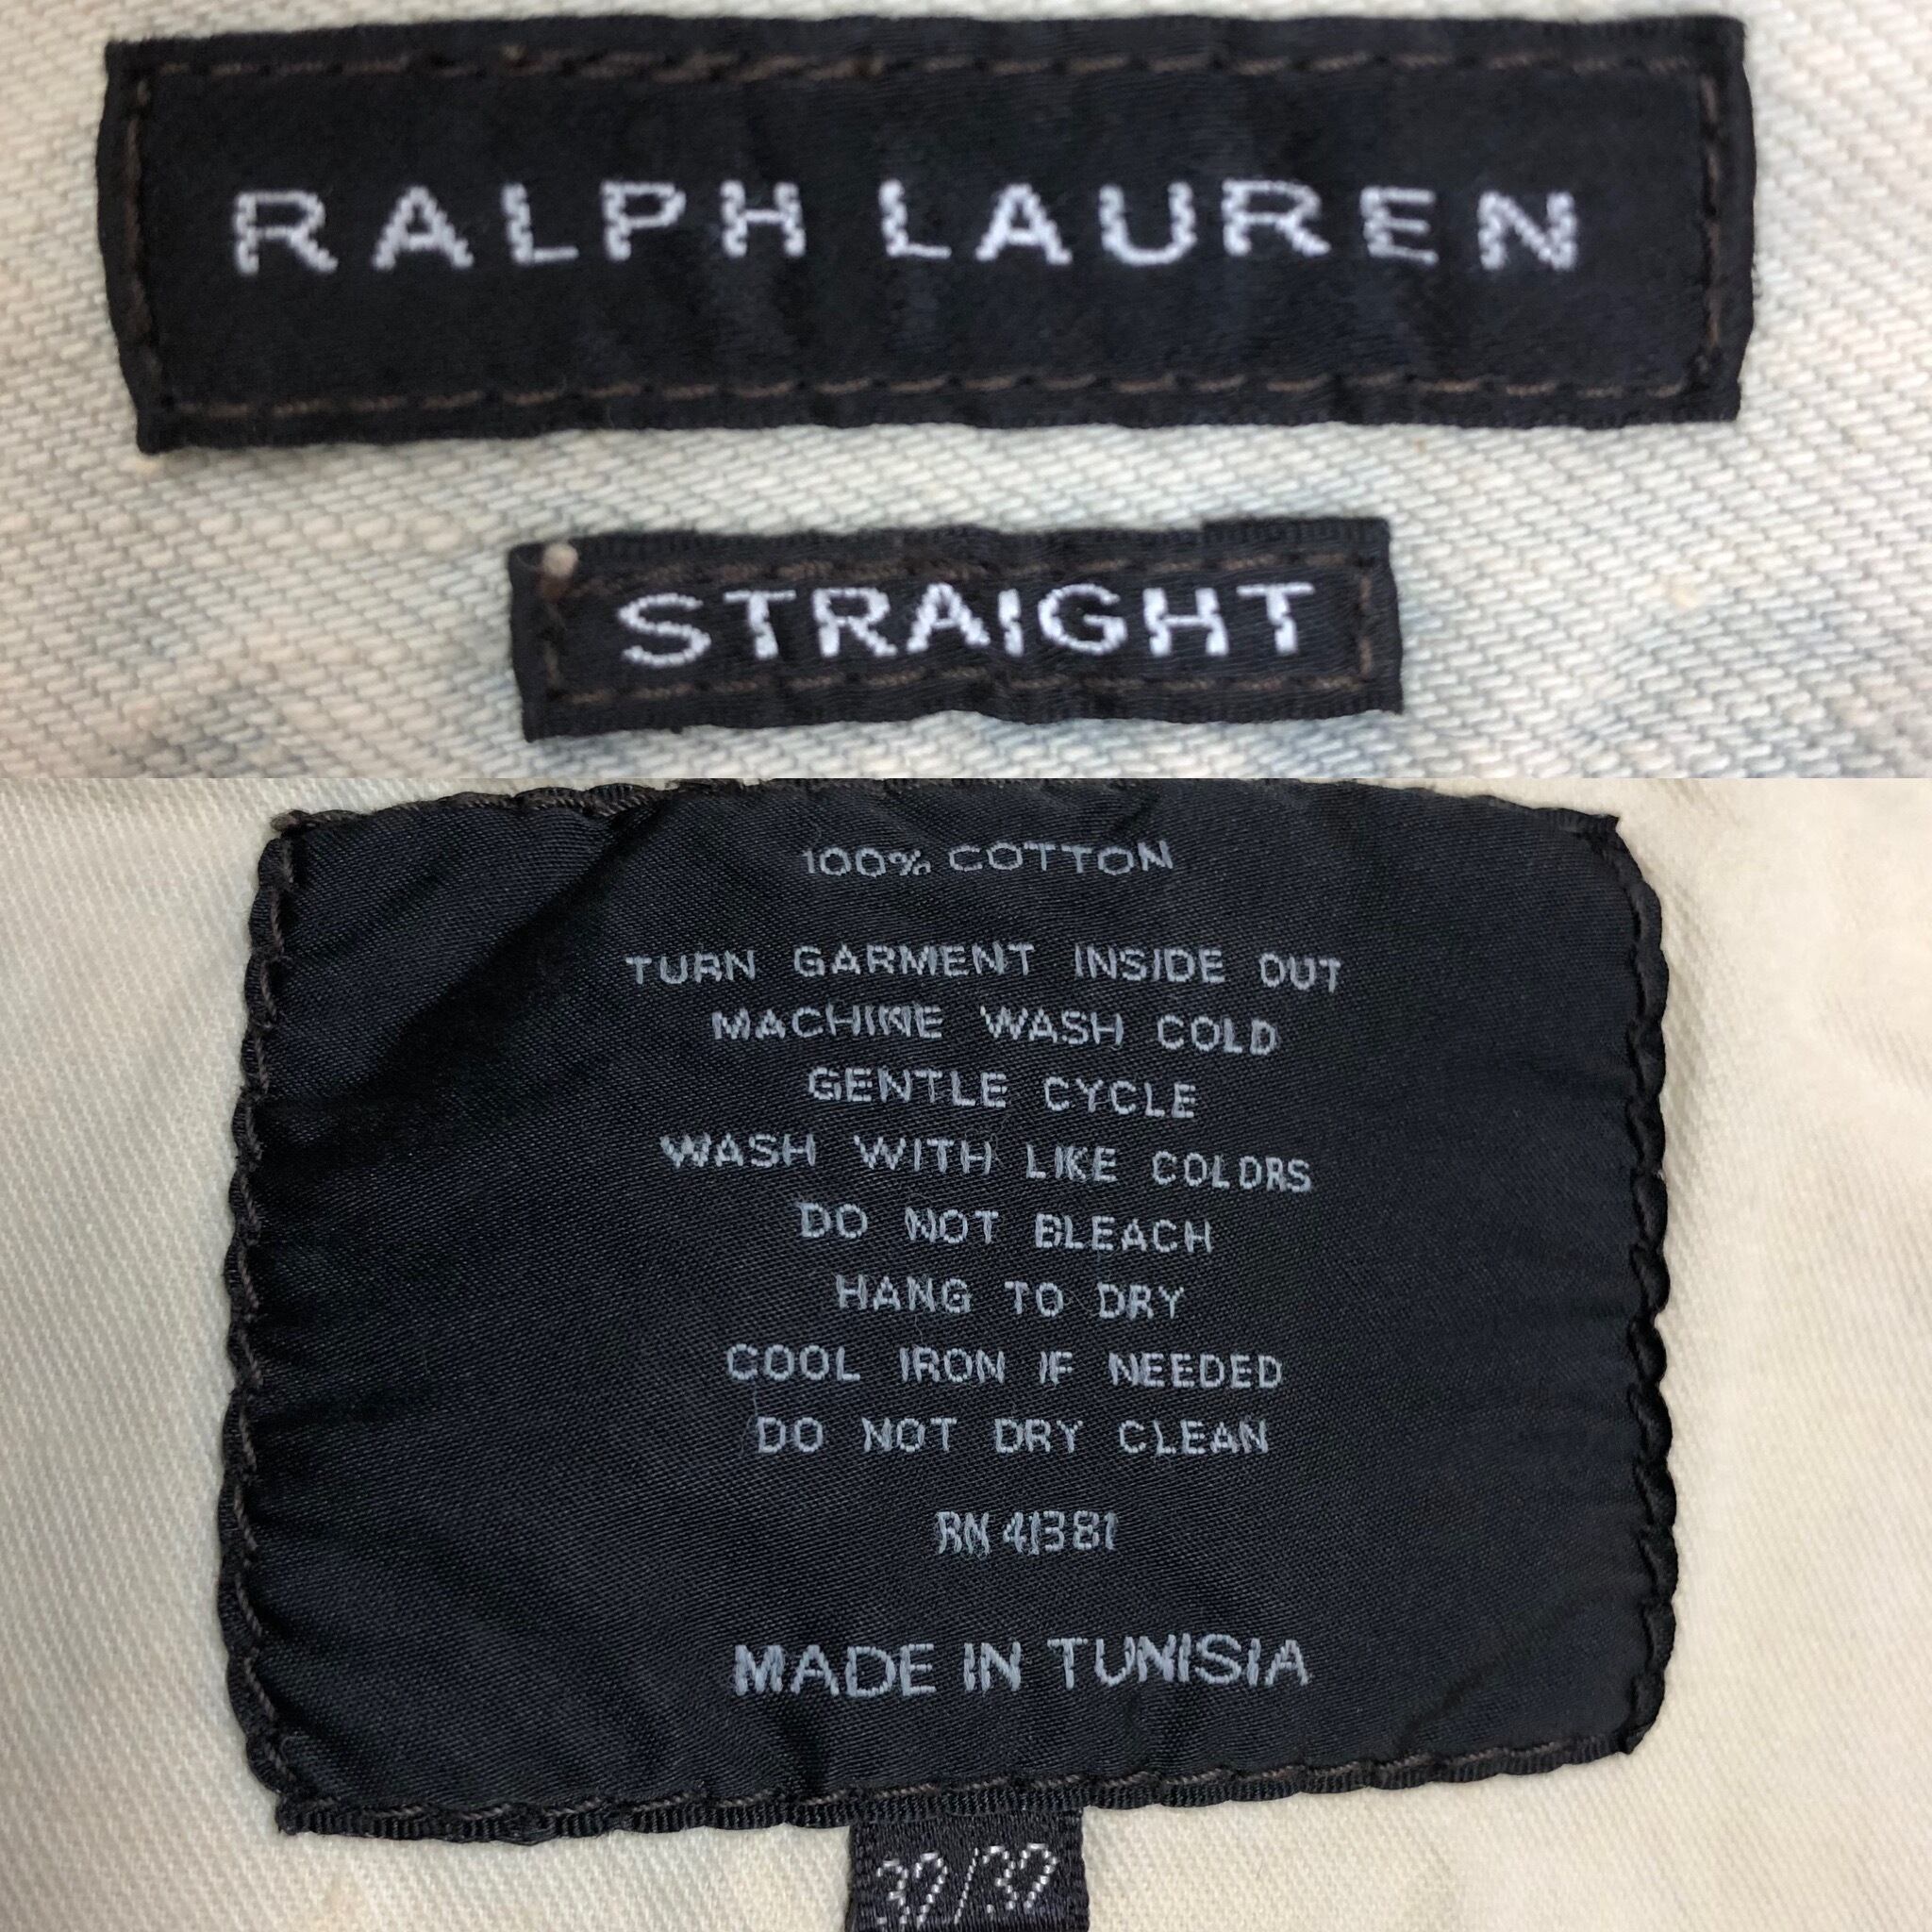 RALPH LAUREN
STRAIGHT
100% COTTON
TURN GARMENT INSIDE OUT
MACHINE WASH COLD
GENTLE CYCLE
WASH WITH LIKE COLORS
DO NOT BLEACH
HANG TO DRY
COOL IRON IF NEEDED
DO NOT DRY CLEAN
RN 41381
MADE IN TUNISIA
32/32